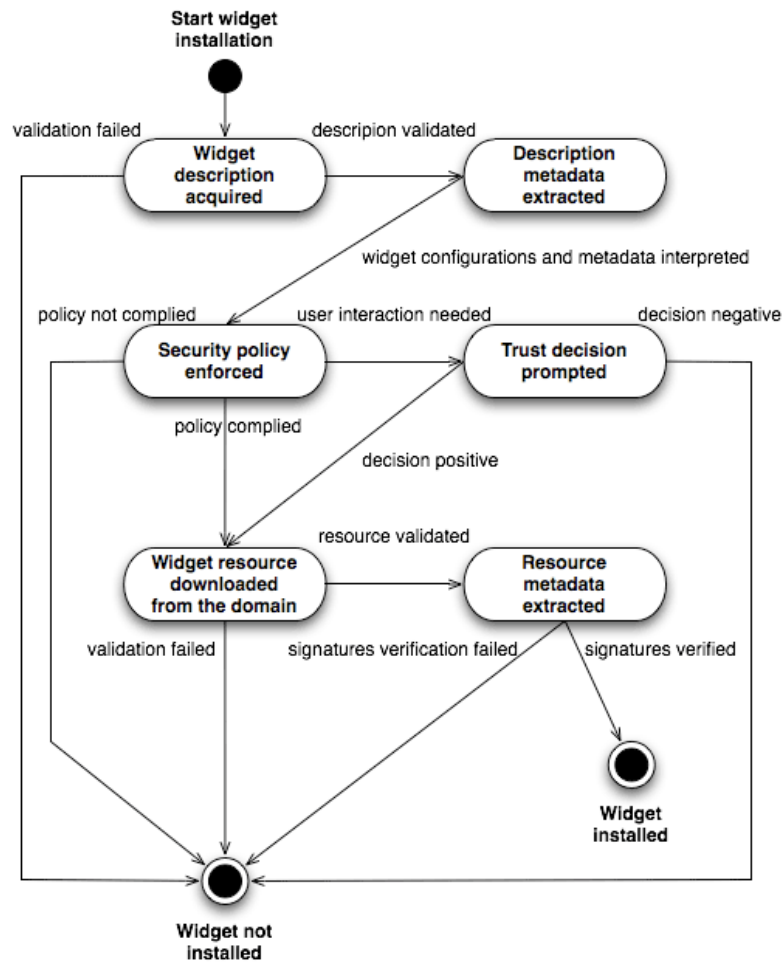 Start widget
installation
validation failed
descripion validated
Widget
description
acquired
Description
metadata
extracted
widget configurations and metadata interpreted
policy not complied
user interaction needed
decision negative
Security policy
enforced
Trust decision
prompted
policy complied
decision positive
resource validated
Widget resource
downloaded
from the domain
Resource
metadata
extracted
validation failed
signatures verification failed
signatures verified
Widget
installed
Widget not
installed